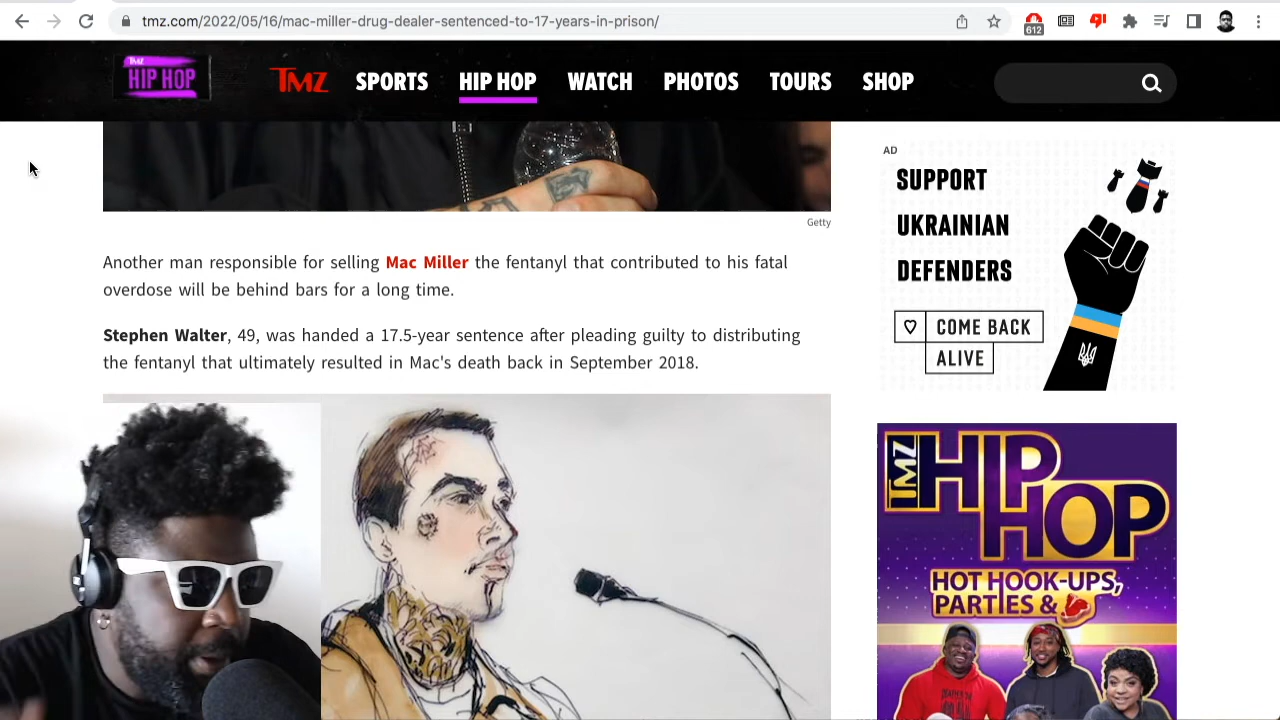 tmz.com/2022/05/16/mac-miller-drug-dealer-sentenced-to-17-years-in-prison/
612
TMZ
HIP HOP
TMZ SPORTS HIP HOP WATCH PHOTOS TOURS SHOP
Getty
Another man responsible for selling Mac Miller the fentanyl that contributed to his fatal
overdose will be behind bars for a long time.
Stephen Walter, 49, was handed a 17.5-year sentence after pleading guilty to distributing
the fentanyl that ultimately resulted in Mac's death back in September 2018.
AD
SUPPORT
UKRAINIAN
DEFENDERS
COME BACK
ALIVE
TMZ
HIP
HOP
HOT HOOK-UPS,
PARTIES &